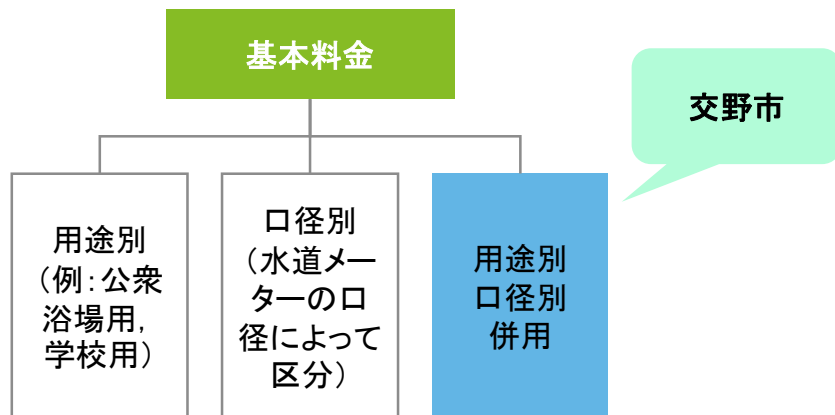 基本料金
交野市
用途別
（例：公衆
浴場用，
学校用）
口径別
（水道メー
ターの口
径によって
区分）
用途別
口径別
併用